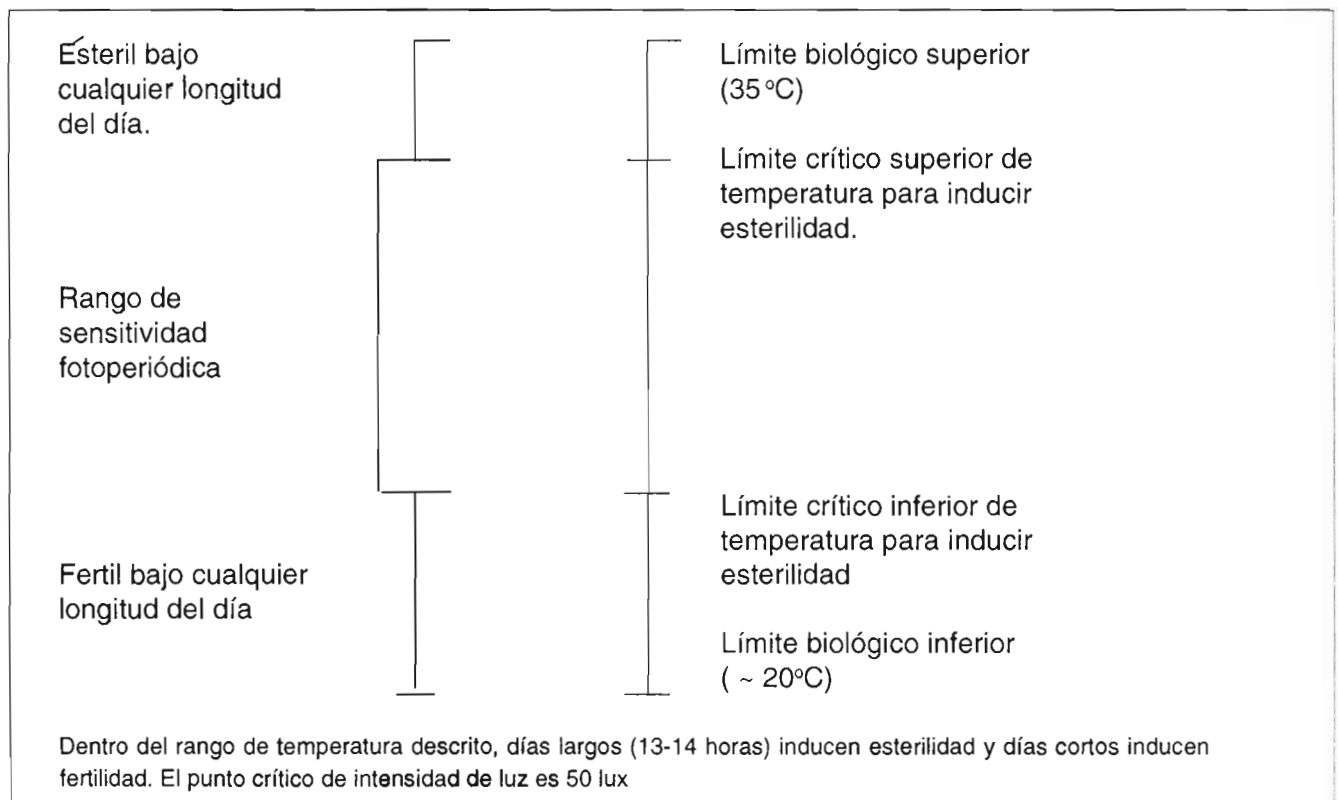 Ésteril bajo
cualquier longitud
del día.
Rango de
sensitividad
fotoperiódica
Fertil bajo cualquier
longitud del día
Límite biológico superior
(35 ºC)
Límite crítico superior de
temperatura para inducir
esterilidad.
Límite crítico inferior de
temperatura para inducir
esterilidad
Límite biológico inferior
( ~ 20ºC)
Dentro del rango de temperatura descrito, días largos (13-14 horas) inducen esterilidad y días cortos inducen
fertilidad. El punto crítico de intensidad de luz es 50 lux